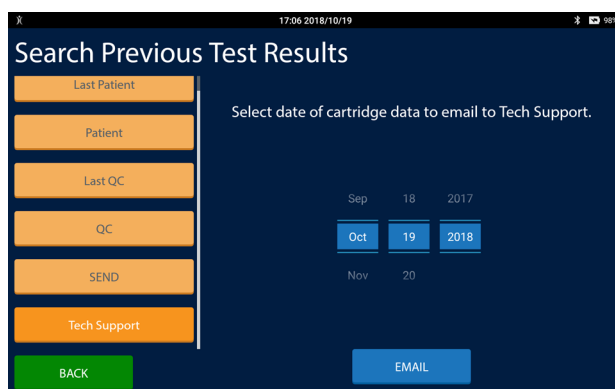 17:06 2018/10/19
98%
Search Previous Test Results
Last Patient
Patient
Last QC
QC
SEND
Tech Support
BACK
Select date of cartridge data to email to Tech Support.
Sep 18 2017
Oct 19 2018
Nov 20
EMAIL